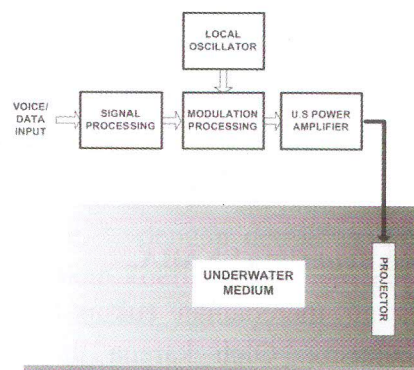 LOCAL
OSCILLATOR
VOICE/
DATA
INPUT
SIGNAL
PROCESSING
MODULATION
PROCESSING
U.S POWER
AMPLIFIER
UNDERWATER
MEDIUM
PROJECTOR